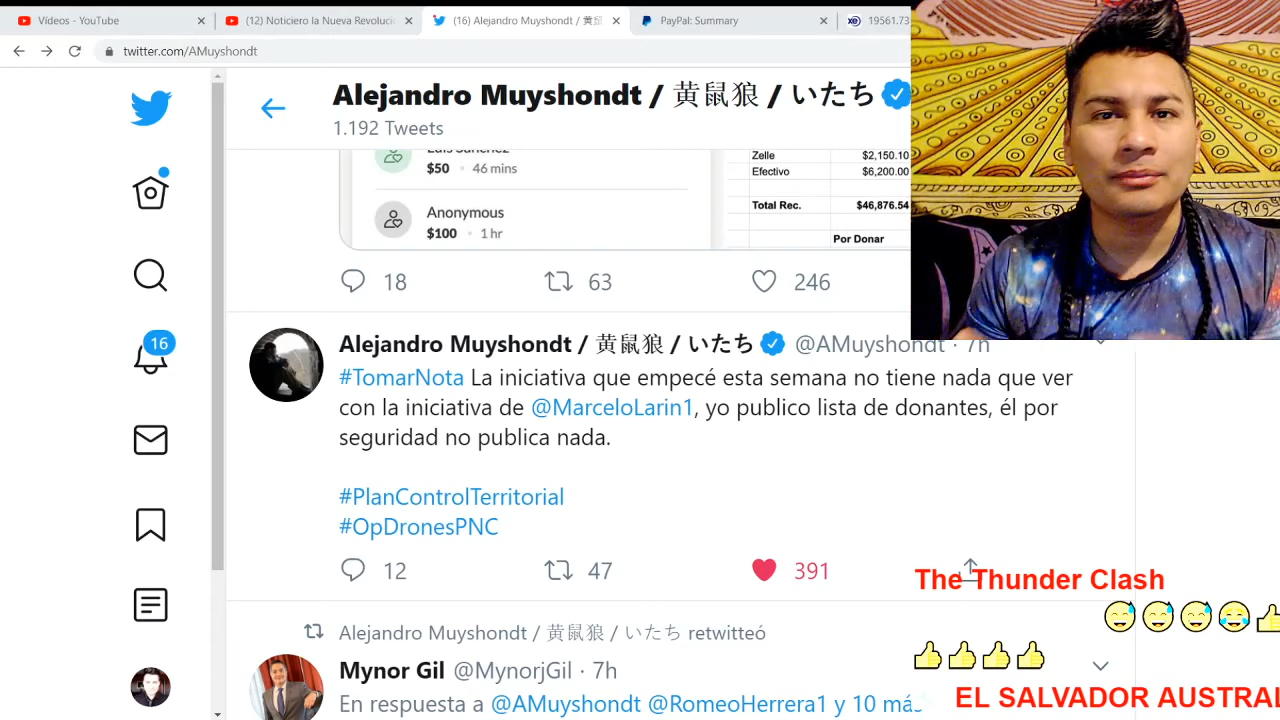 Vídeos - YouTube
(12) Noticiero la Nueva Revoluci
(16) Alejandro Muyshondt / 黄
PayPal: Summary
19561.73
twitter.com/AMuyshondt
Alejandro Muyshondt / 黄鼠狼 / いたち
1.192 Tweets
Luis Sanchez
$50 · 46 mins
Anonymous
$100 · 1 hr
Zelle $2,150.10
Efectivo $6,200.00
Total Rec. $46,876.54
Por Donar
18 63 246
16
Alejandro Muyshondt / 黄鼠狼 / いたち @AMuyshondt · 7h
#TomarNota La iniciativa que empecé esta semana no tiene nada que ver
con la iniciativa de @MarceloLarin1, yo publico lista de donantes, él por
seguridad no publica nada.
#PlanControlTerritorial
#OpDronesPNC
12 47 391
The Thunder Clash
Alejandro Muyshondt / 黄鼠狼 / いたち retwitteó
Mynor Gil @MynorjGil · 7h
En respuesta a @AMuyshondt @RomeoHerrera1 y 10 más
EL SALVADOR AUSTRAL